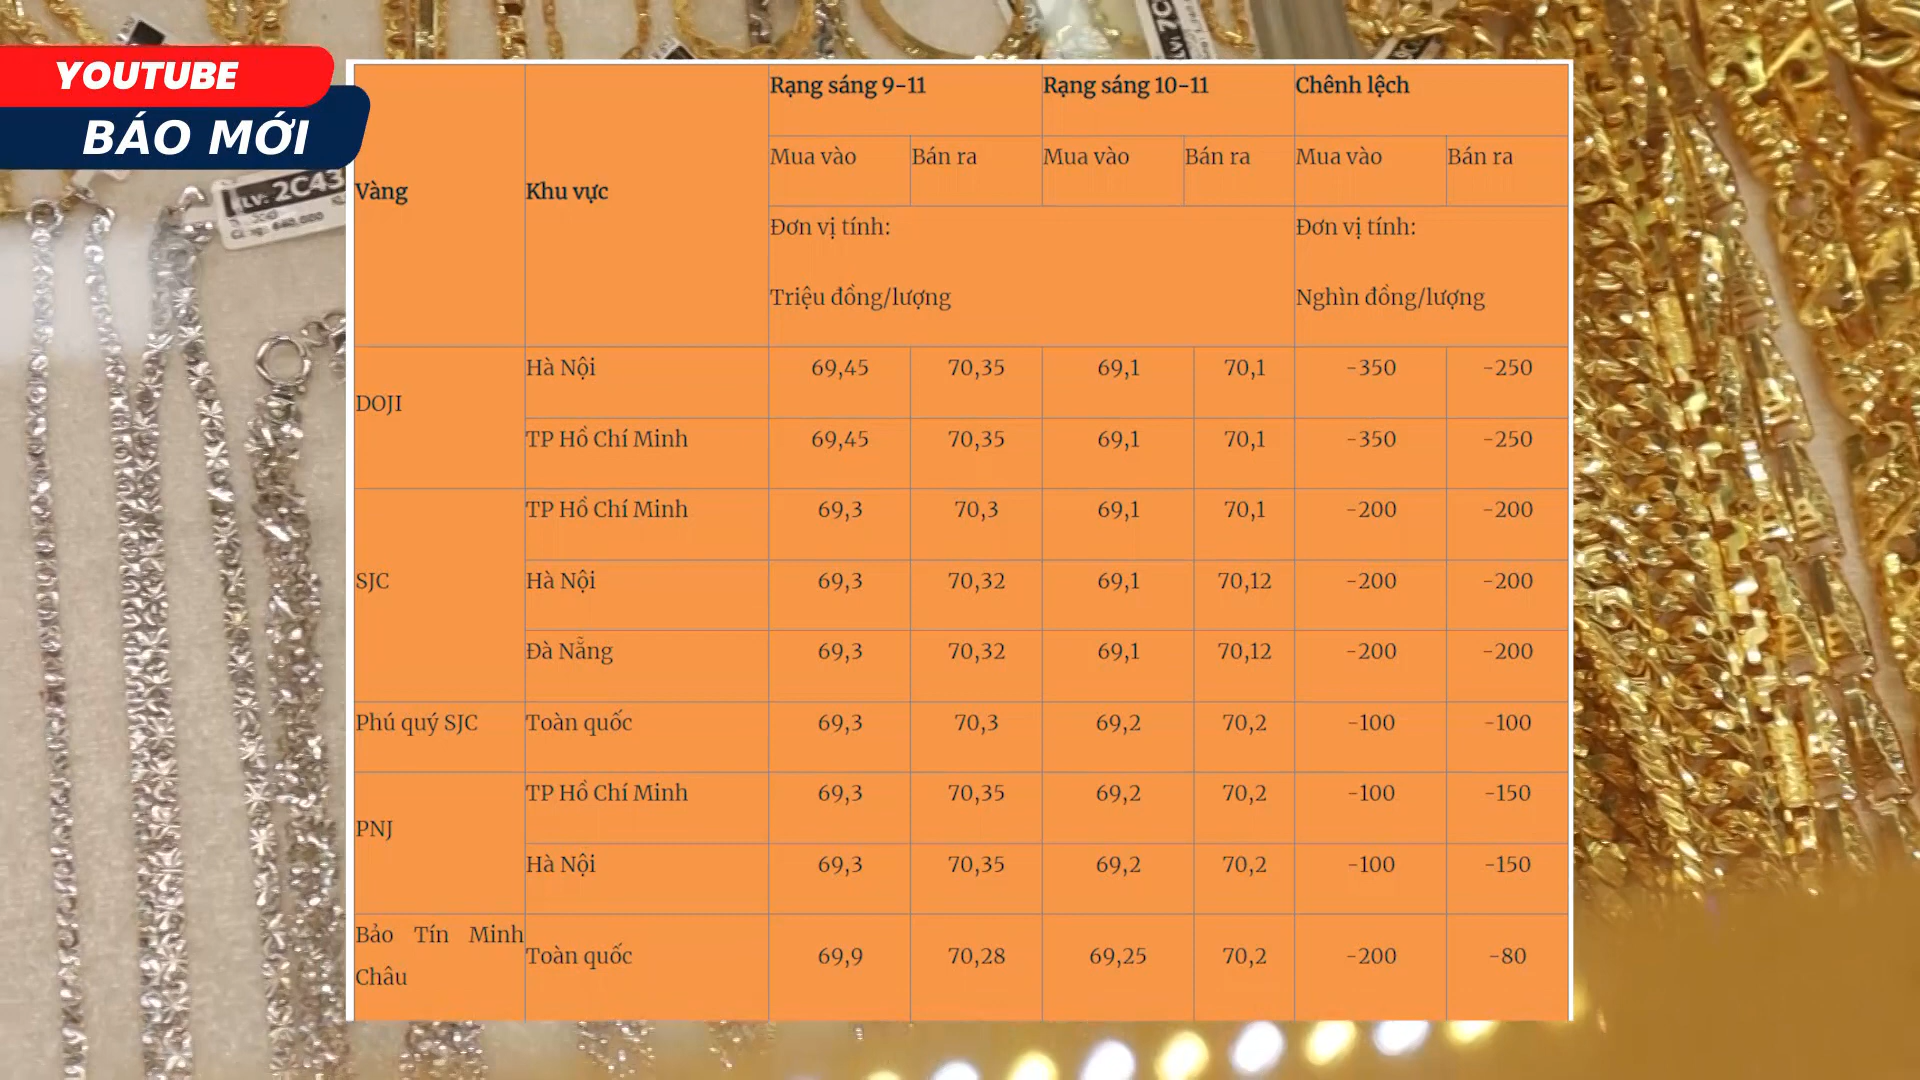 YOUTUBE
BÁO MỚI
LV: 2C43
Vàng
Khu vực
Rạng sáng 9-11
Rạng sáng 10-11
Chênh lệch
Mua vào
Bán ra
Mua vào
Bán ra
Mua vào
Bán ra
Đơn vị tính:
Triệu đồng/lượng
Đơn vị tính:
Nghìn đồng/lượng
DOJI
Hà Nội 69,45 70,35 69,1 70,1 -350 -250
TP Hồ Chí Minh 69,45 70,35 69,1 70,1 -350 -250
SJC
TP Hồ Chí Minh 69,3 70,3 69,1 70,1 -200 -200
Hà Nội 69,3 70,32 69,1 70,12 -200 -200
Đà Nẵng 69,3 70,32 69,1 70,12 -200 -200
Phú quý SJC Toàn quốc 69,3 70,3 69,2 70,2 -100 -100
PNJ
TP Hồ Chí Minh 69,3 70,35 69,2 70,2 -100 -150
Hà Nội 69,3 70,35 69,2 70,2 -100 -150
Bảo Tín Minh
Châu
Toàn quốc 69,9 70,28 69,25 70,2 -200 -80